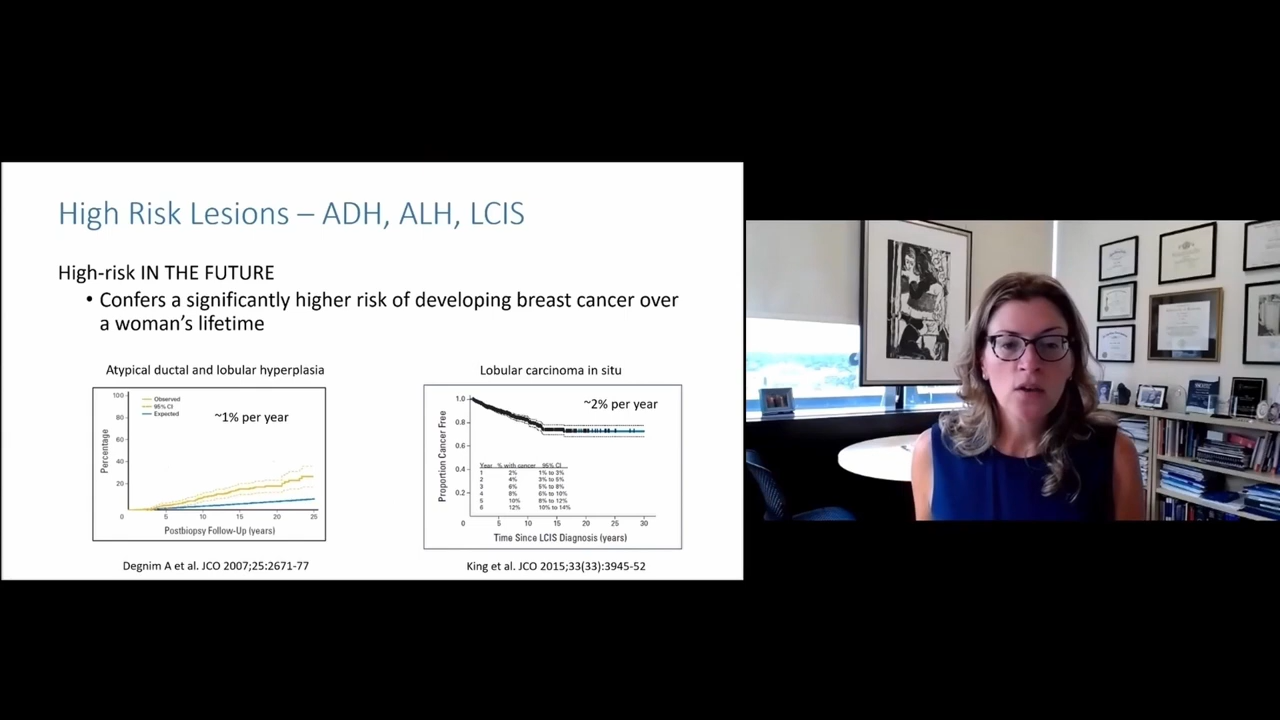 High Risk Lesions – ADH, ALH, LCIS
High-risk IN THE FUTURE
• Confers a significantly higher risk of developing breast cancer over
a woman's lifetime
Atypical ductal and lobular hyperplasia
100
80
60
40
20
0
5
10
15
20
25
Percentage
Observed
95% CI
Expected
~1% per year
Postbiopsy Follow-Up (years)
Degnim A et al. JCO 2007;25:2671-77
Lobular carcinoma in situ
1.0
0.8
0.6
0.4
0.2
0
5
10
15
20
25
30
Proportion Cancer Free
~2% per year
Year % with cancer 95% CI
1 2% 1% to 3%
2 4% 3% to 5%
3 6% 5% to 8%
4 8% 6% to 10%
5 10% 8% to 12%
6 12% 10% to 14%
Time Since LCIS Diagnosis (years)
King et al. JCO 2015;33(33):3945-52